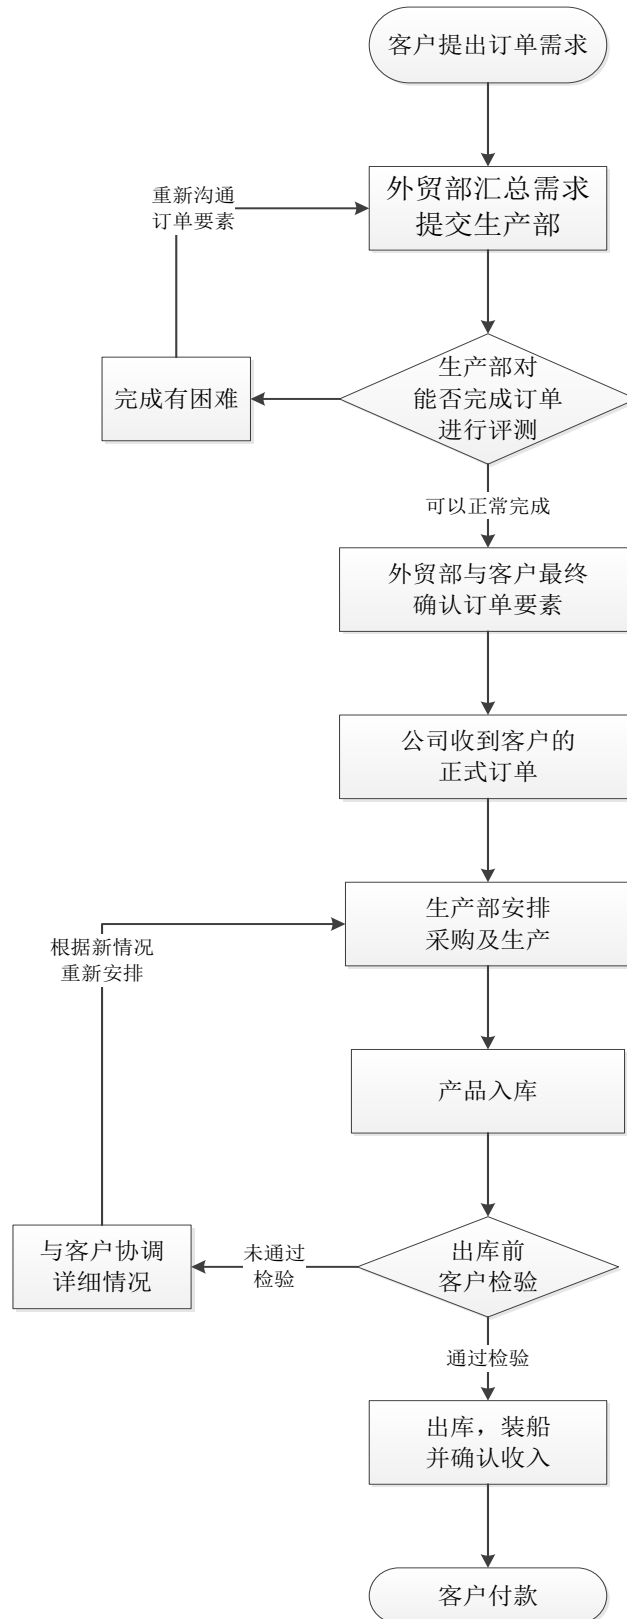 客户提出订单需求
重新沟通
订单要素
外贸部汇总需求
提交生产部
生产部对
能否完成订单
进行评测
完成有困难
可以正常完成
外贸部与客户最终
确认订单要素
公司收到客户的
正式订单
生产部安排
采购及生产
根据新情况
重新安排
产品入库
出库前
客户检验
未通过
检验
与客户协调
详细情况
通过检验
出库，装船
并确认收入
客户付款